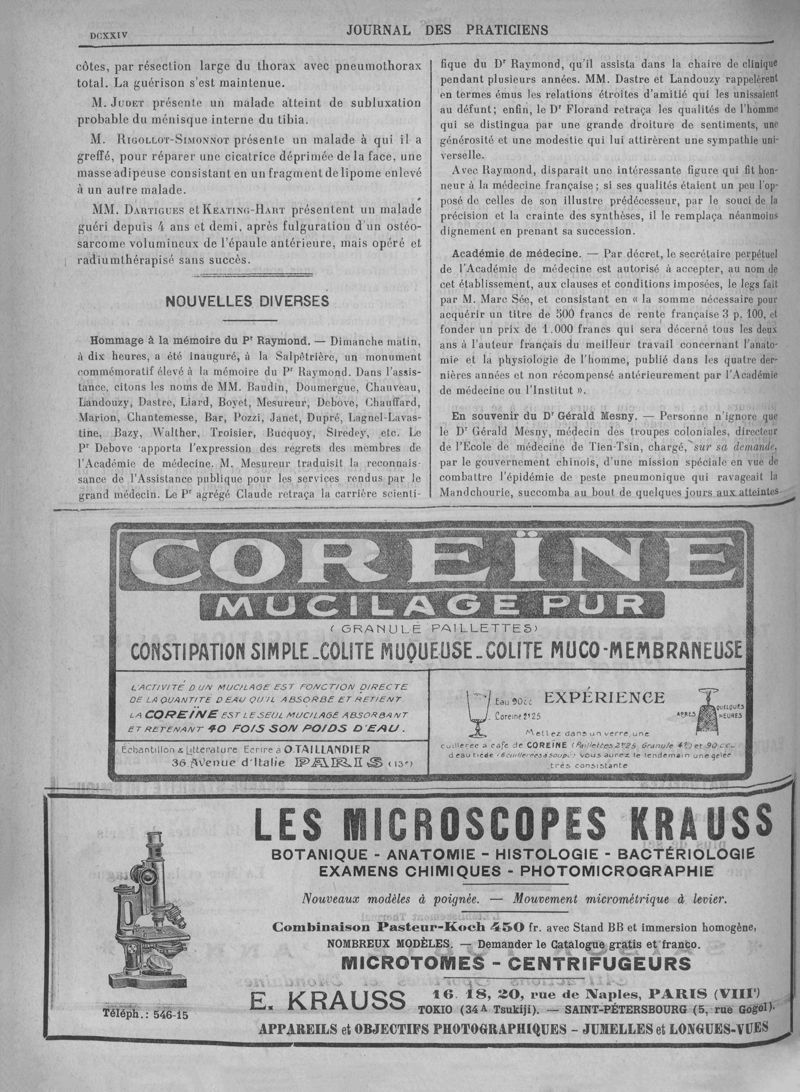 DCXXIV
JOURNAL DES PRATICIENS
côtes, par résection large du thorax avec pneumothorax
total. La guérison s'est maintenue.
M. JUDET présente un malade atteint de subluxation
probable du ménisque interne du tibia.
M. RIGOLLOT-SIMONNOT présente un malade à qui il a
greffé, pour réparer une cicatrice déprimée de la face, une
masse adipeuse consistant en un fragment de lipome enlevé
à un autre malade.
MM. DARTIGUES et KEATING-HART présentent un malade
guéri depuis 4 ans et demi, après fulguration d'un ostéo-
sarcome volumineux de l'épaule antérieure, mais opéré et
radiumthérapisé sans succès.
NOUVELLES DIVERSES
Hommage à la mémoire du Pr Raymond. — Dimanche matin,
à dix heures, a été inauguré, à la Salpêtrière, un monument
commémoratif élevé à la mémoire du Pr Raymond. Dans l'assis-
tance, citons les noms de MM. Baudin, Doumergue, Chauveau,
Landouzy, Dastre, Liard, Boyet, Mesureur, Debove, Chauffard,
Marion, Chantemesse, Bar, Pozzi, Janet, Dupré, Lagnel-Lavas-
tine, Bazy, Walther, Troisier, Bucquoy, Siredey, etc. Le
Pr Debove apporta l'expression des regrets des membres de
l'Académie de médecine. M. Mesureur traduisit la reconnais-
sance de l'Assistance publique pour les services rendus par le
grand médecin. Le Pr agrégé Claude retraça la carrière scienti-
fique du Dr Raymond, qu'il assista dans la chaire de clinique
pendant plusieurs années. MM. Dastre et Landouzy rappelèrent
en termes émus les relations étroites d'amitié qui les unissaient
au défunt; enfin, le Dr Florand retraça les qualités de l'homme
qui se distingua par une grande droiture de sentiments, une
générosité et une modestie qui lui attirèrent une sympathie uni-
verselle.
Avec Raymond, disparait une intéressante figure qui fit hon-
neur à la médecine française; si ses qualités étaient un peu l'op-
posé de celles de son illustre prédécesseur, par le souci de la
précision et la crainte des synthèses, il le remplaça néanmoins
dignement en prenant sa succession.
Académie de médecine. — Par décret, le secrétaire perpétuel
de l'Académie de médecine est autorisé à accepter, au nom de
cet établissement, aux clauses et conditions imposées, le legs fait
par M. Marc Sée, et consistant en « la somme nécessaire pour
acquérir un titre de 500 francs de rente française 3 p. 100, et
fonder un prix de 1.000 francs qui sera décerné tous les deux
ans à l'auteur français du meilleur travail concernant l'anato-
mie et la physiologie de l'homme, publié dans les quatre der-
nières années et non récompensé antérieurement par l'Académie
de médecine ou l'Institut ».
En souvenir du Dr Gérald Mesny. — Personne n'ignore que
le Dr Gérald Mesny, médecin des troupes coloniales, directeur
de l'Ecole de médecine de Tien-Tsin, chargé, sur sa demande,
par le gouvernement chinois, d'une mission spéciale en vue de
combattre l'épidémie de peste pneumonique qui ravageait la
Mandchourie, succomba au bout de quelques jours aux atteintes
COREÏNE
MUCILAGE PUR
(GRANULÉ PAILLETTES)
CONSTIPATION SIMPLE_COLITE MUQUEUSE_COLITE MUCO-MEMBRANEUSE
L'ACTIVITÉ D'UN MUCILAGE EST FONCTION DIRECTE
DE LA QUANTITÉ D'EAU QU'IL ABSORBE ET RETIENT
LA COREÏNE EST LE SEUL MUCILAGE ABSORBANT
ET RETENANT 40 FOIS SON POIDS D'EAU.
Échantillon & Littérature Ecrire à O. TAILLANDIER
36 Avenue d'Italie PARIS (13e)
EXPÉRIENCE
Eau 90cc
Coreïne 2gr25
APRÈS QUELQUES HEURES
Mettez dans un verre une
cuillerée à café de COREÏNE (Paillettes 2gr25, Granulé 4gr) et 90 cc.
d'eau tiède (6 cuillerées à soupe) vous aurez le lendemain une gelée
très consistante
LES MICROSCOPES KRAUSS
BOTANIQUE - ANATOMIE - HISTOLOGIE - BACTÉRIOLOGIE
EXAMENS CHIMIQUES - PHOTOMICROGRAPHIE
Nouveaux modèles à poignée. — Mouvement micrométrique à levier.
Combinaison Pasteur-Koch 450 fr. avec Stand BB et immersion homogène,
NOMBREUX MODÈLES. — Demander le Catalogue gratis et franco.
MICROTOMES - CENTRIFUGEURS
E. KRAUSS
16, 18, 20, rue de Naples, PARIS (VIIIe)
TOKIO (34A Tsukiji). — SAINT-PÉTERSBOURG (5, rue Gogol).
Téléph.: 546-15
APPAREILS et OBJECTIFS PHOTOGRAPHIQUES - JUMELLES et LONGUES-VUES